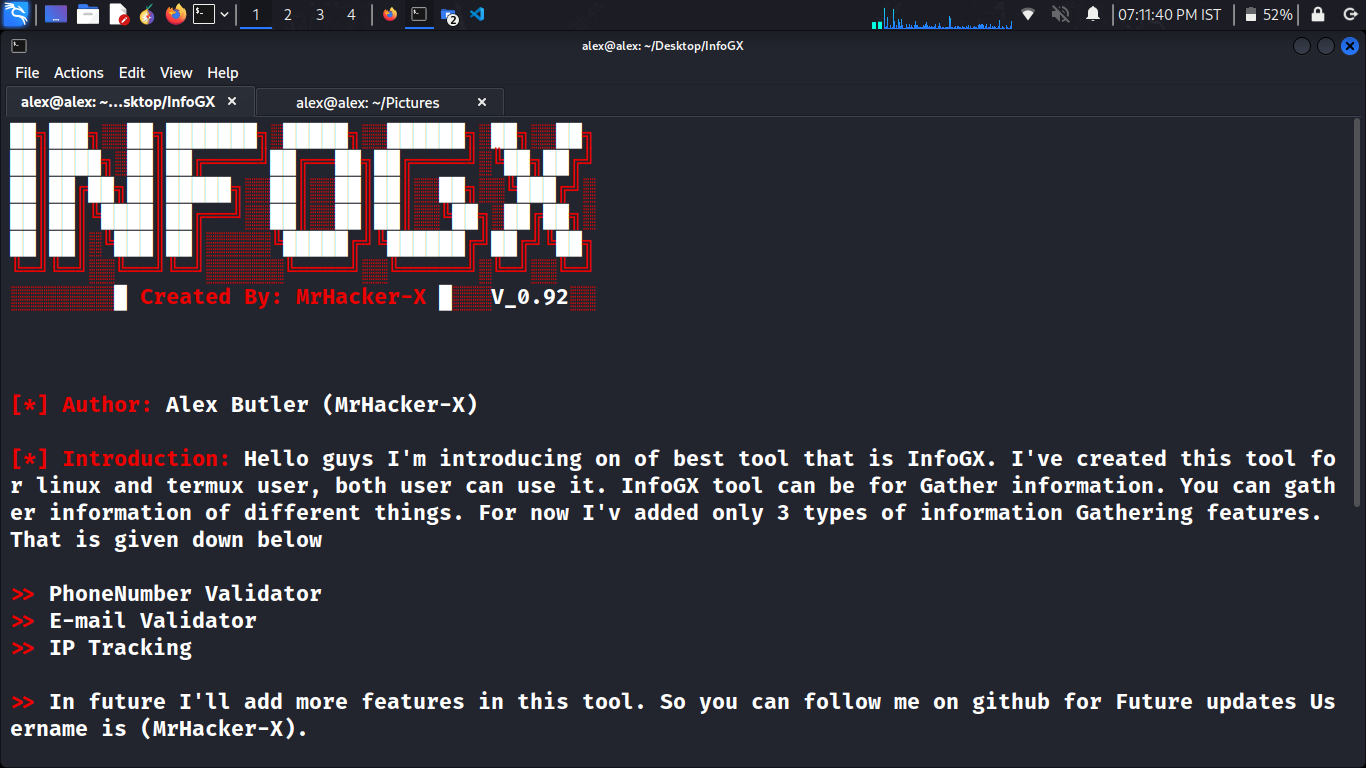 1 2 3 4 2 07:11:40 PM IST 52%
alex@alex: ~/Desktop/InfoGX
File Actions Edit View Help
alex@alex: ~...sktop/InfoGX × alex@alex: ~/Pictures ×
INFOGX
Created By: MrHacker-X V_0.92
[*] Author: Alex Butler (MrHacker-X)
[*] Introduction: Hello guys I'm introducing on of best tool that is InfoGX. I've created this tool fo
r linux and termux user, both user can use it. InfoGX tool can be for Gather information. You can gath
er information of different things. For now I'v added only 3 types of information Gathering features.
That is given down below
>> PhoneNumber Validator
>> E-mail Validator
>> IP Tracking
>> In future I'll add more features in this tool. So you can follow me on github for Future updates Us
ername is (MrHacker-X).